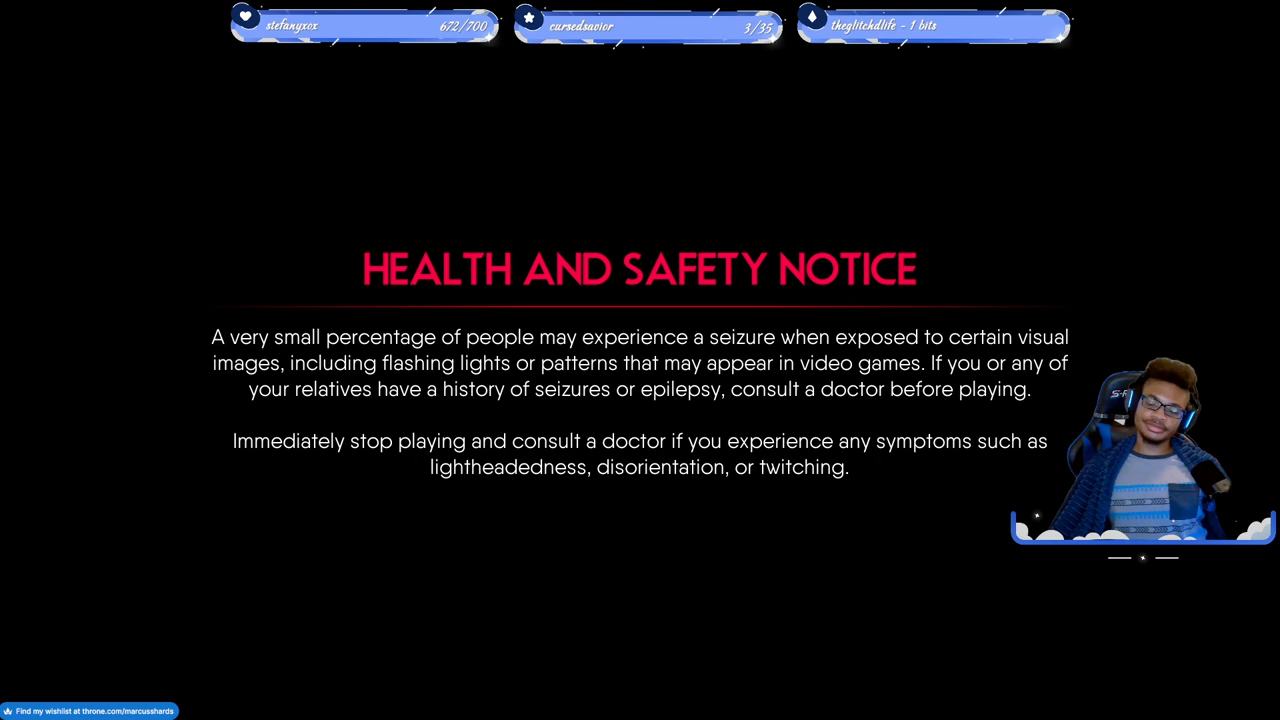 stefanyxox 672/700 cursedsavior 3/35 theglitchdlife - 1 bits
HEALTH AND SAFETY NOTICE
A very small percentage of people may experience a seizure when exposed to certain visual
images, including flashing lights or patterns that may appear in video games. If you or any of
your relatives have a history of seizures or epilepsy, consult a doctor before playing.
Immediately stop playing and consult a doctor if you experience any symptoms such as
lightheadedness, disorientation, or twitching.
Find my wishlist at throne.com/marcusshards